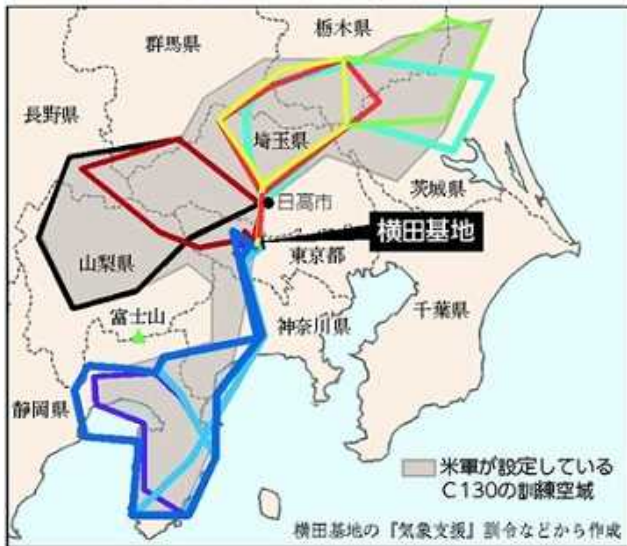 栃木県
群馬県
長野県
埼玉県
茨城県
日高市
横田基地
山梨県
東京都
富士山
神奈川県
千葉県
静岡県
米軍が設定している
C130の訓練空域
横田基地の『気象支援』訓令などから作成